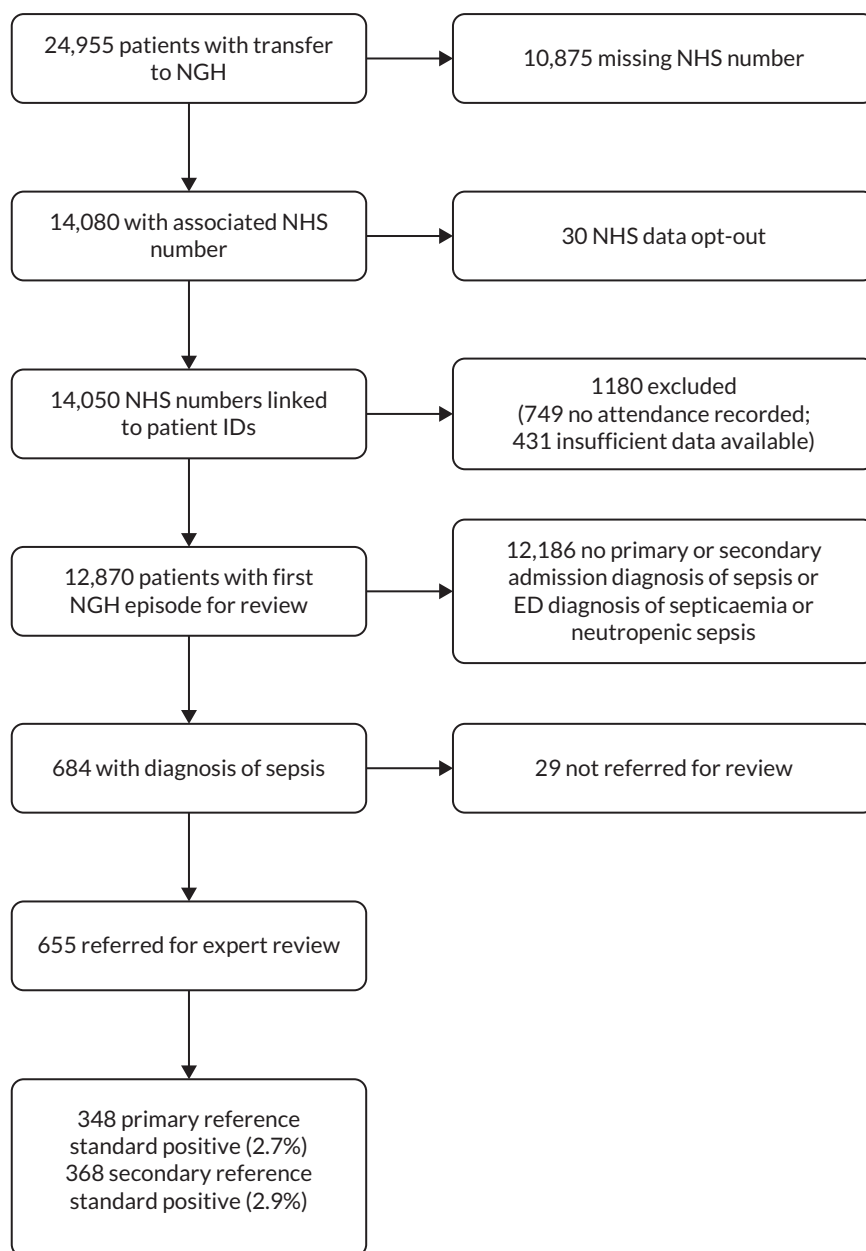 24,955 patients with transfer
to NGH
10,875 missing NHS number
14,080 with associated NHS
number
30 NHS data opt-out
14,050 NHS numbers linked
to patient IDs
1180 excluded
(749 no attendance recorded;
431 insufficient data available)
12,870 patients with first
NGH episode for review
12,186 no primary or secondary
admission diagnosis of sepsis or
ED diagnosis of septicaemia or
neutropenic sepsis
684 with diagnosis of sepsis
29 not referred for review
655 referred for expert review
348 primary reference
standard positive (2.7%)
368 secondary reference
standard positive (2.9%)